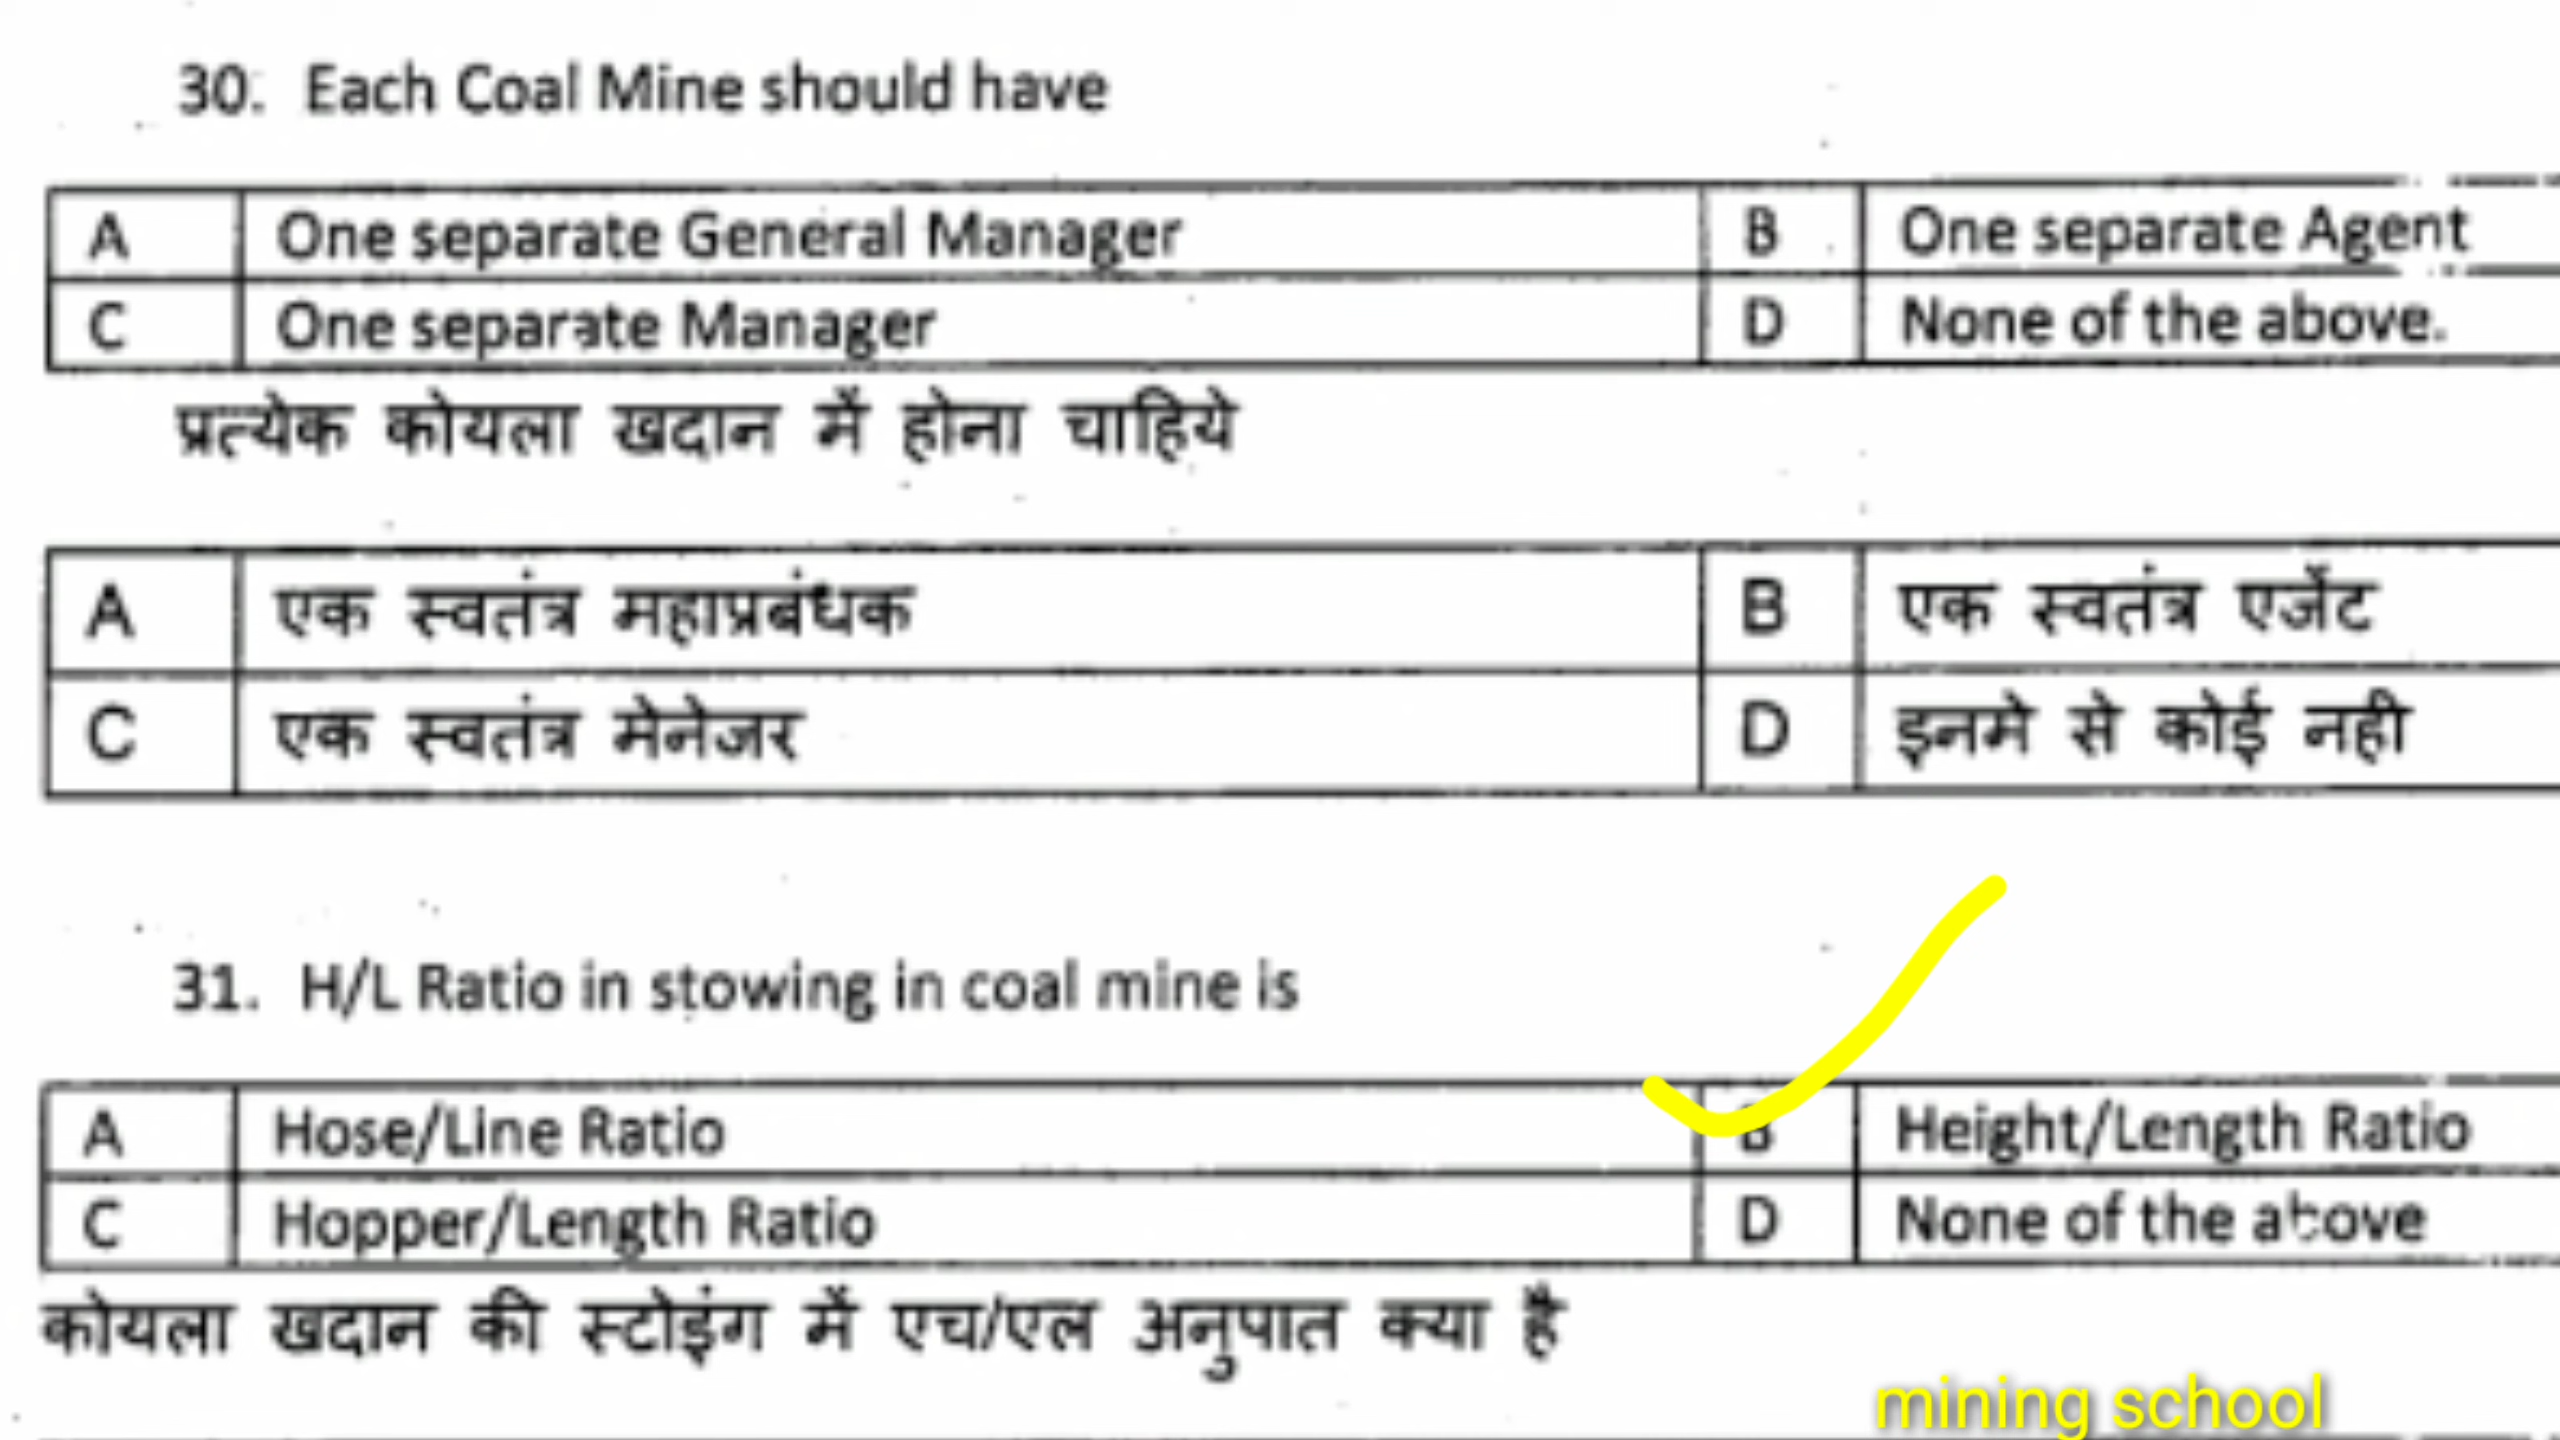 30. Each Coal Mine should have
A One separate General Manager B One separate Agent
C One separate Manager D None of the above.
प्रत्येक कोयला खदान में होना चाहिये
A एक स्वतंत्र महाप्रबंधक B एक स्वतंत्र एजेंट
C एक स्वतंत्र मेनेजर D इनमे से कोई नही
31. H/L Ratio in stowing in coal mine is
A Hose/Line Ratio B Height/Length Ratio
C Hopper/Length Ratio D None of the above
कोयला खदान की स्टोइंग में एच/एल अनुपात क्या है
mining school